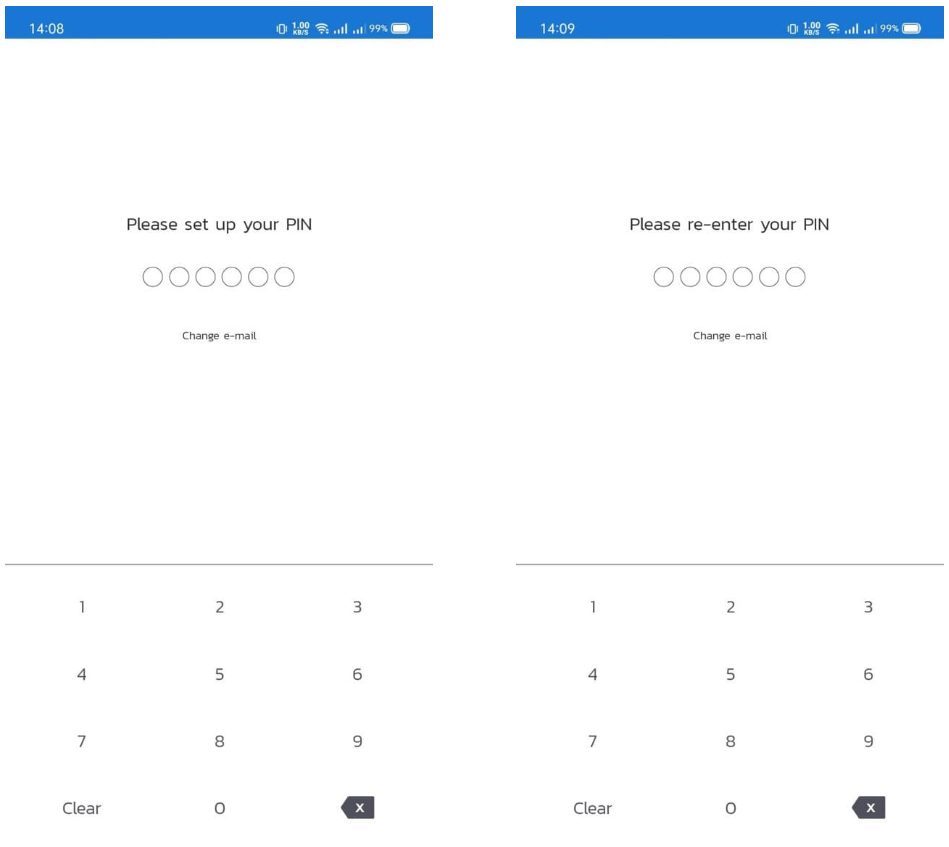 14:08
1.00 KB/S
99%
Please set up your PIN
Change e-mail
1 2 3
4 5 6
7 8 9
Clear 0 X
14:09
1.00 KB/S
99%
Please re-enter your PIN
Change e-mail
1 2 3
4 5 6
7 8 9
Clear 0 X